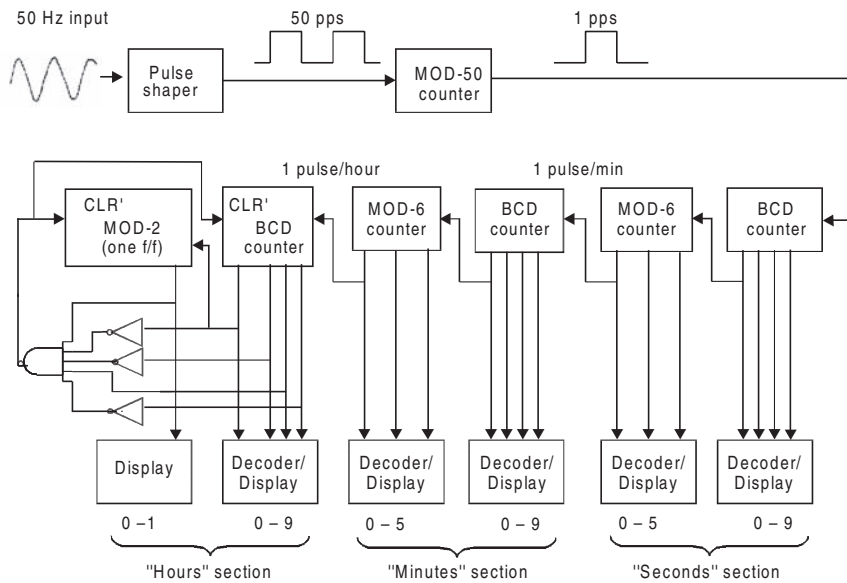 50 Hz input
50 pps
1 pps
Pulse
shaper
MOD-50
counter
1 pulse/hour
1 pulse/min
CLR'
MOD-2
(one f/f)
CLR'
BCD
counter
MOD-6
counter
BCD
counter
MOD-6
counter
BCD
counter
Display
Decoder/
Display
Decoder/
Display
Decoder/
Display
Decoder/
Display
Decoder/
Display
0 – 1
0 – 9
0 – 5
0 – 9
0 – 5
0 – 9
"Hours" section
"Minutes" section
"Seconds" section